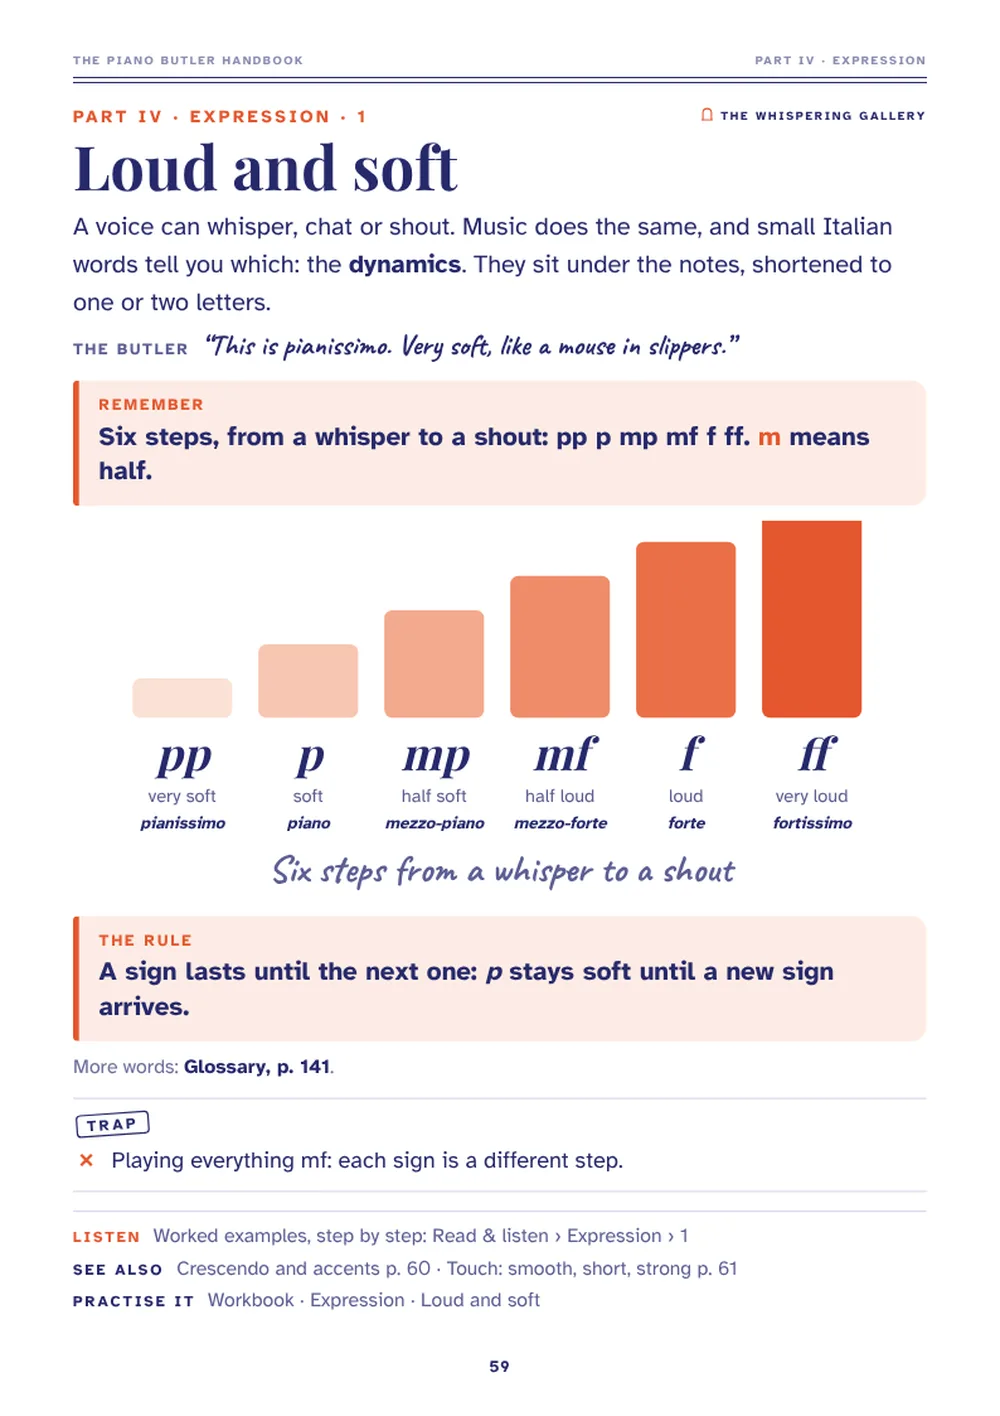 THE PIANO BUTLER HANDBOOK
PART IV · EXPRESSION
PART IV · EXPRESSION · 1
THE WHISPERING GALLERY
Loud and soft
A voice can whisper, chat or shout. Music does the same, and small Italian
words tell you which: the dynamics. They sit under the notes, shortened to
one or two letters.
THE BUTLER “This is pianissimo. Very soft, like a mouse in slippers.”
REMEMBER
Six steps, from a whisper to a shout: pp p mp mf f ff. m means
half.
pp p mp mf f ff
very soft soft half soft half loud loud very loud
pianissimo piano mezzo-piano mezzo-forte forte fortissimo
Six steps from a whisper to a shout
THE RULE
A sign lasts until the next one: p stays soft until a new sign
arrives.
More words: Glossary, p. 141.
TRAP
× Playing everything mf: each sign is a different step.
LISTEN Worked examples, step by step: Read & listen › Expression › 1
SEE ALSO Crescendo and accents p. 60 · Touch: smooth, short, strong p. 61
PRACTISE IT Workbook · Expression · Loud and soft
59